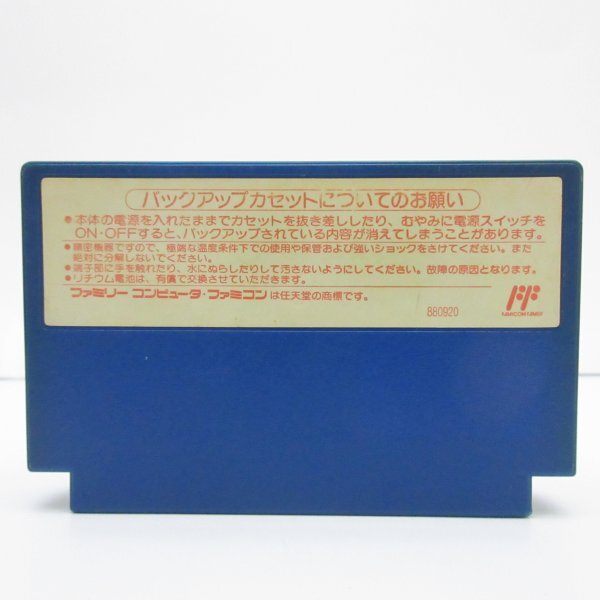 バックアップカセットについてのお願い
●本体の電源を入れたままでカセットを抜き差ししたり、むやみに電源スイッチを
ON・OFFすると、バックアップされている内容が消えてしまうことがあります。
●精密機器ですので、極端な温度条件下での使用や保管および強いショックをさけてください。また
絶対に分解しないでください。
●端子部に手を触れたり、水にぬらしたりして汚さないようにしてください。故障の原因となります。
●リチウム電池は、有償で交換させていただきます。
ファミリー コンピュータ・ファミコン は任天堂の商標です。
FAMICOM FAMILY
880920